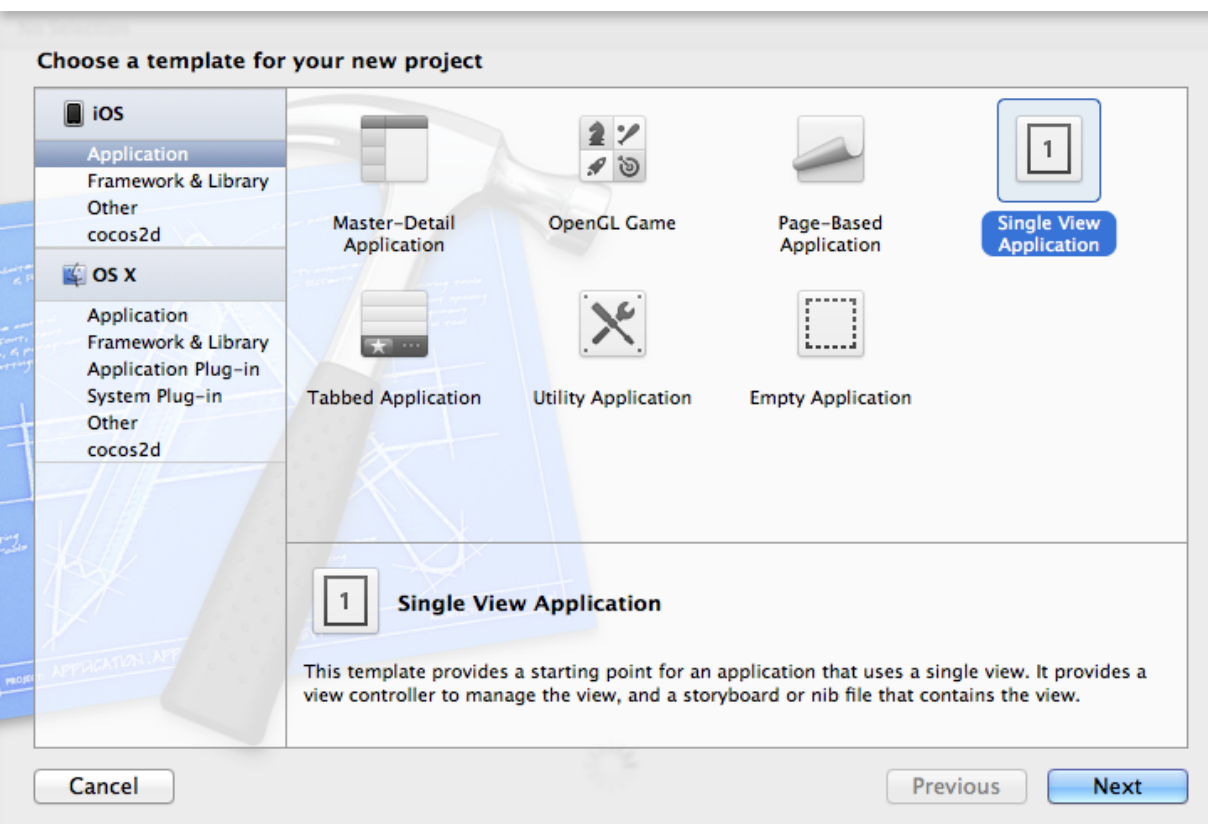 No Selection
Choose a template for your new project
iOS
Application
Framework & Library
Other
cocos2d
OS X
Application
Framework & Library
Application Plug-in
System Plug-in
Other
cocos2d
Master-Detail
Application
OpenGL Game
Page-Based
Application
1
Single View
Application
Tabbed Application
Utility Application
Empty Application
1
Single View Application
This template provides a starting point for an application that uses a single view. It provides a
view controller to manage the view, and a storyboard or nib file that contains the view.
APPLICATION.APP
Cancel
Previous
Next